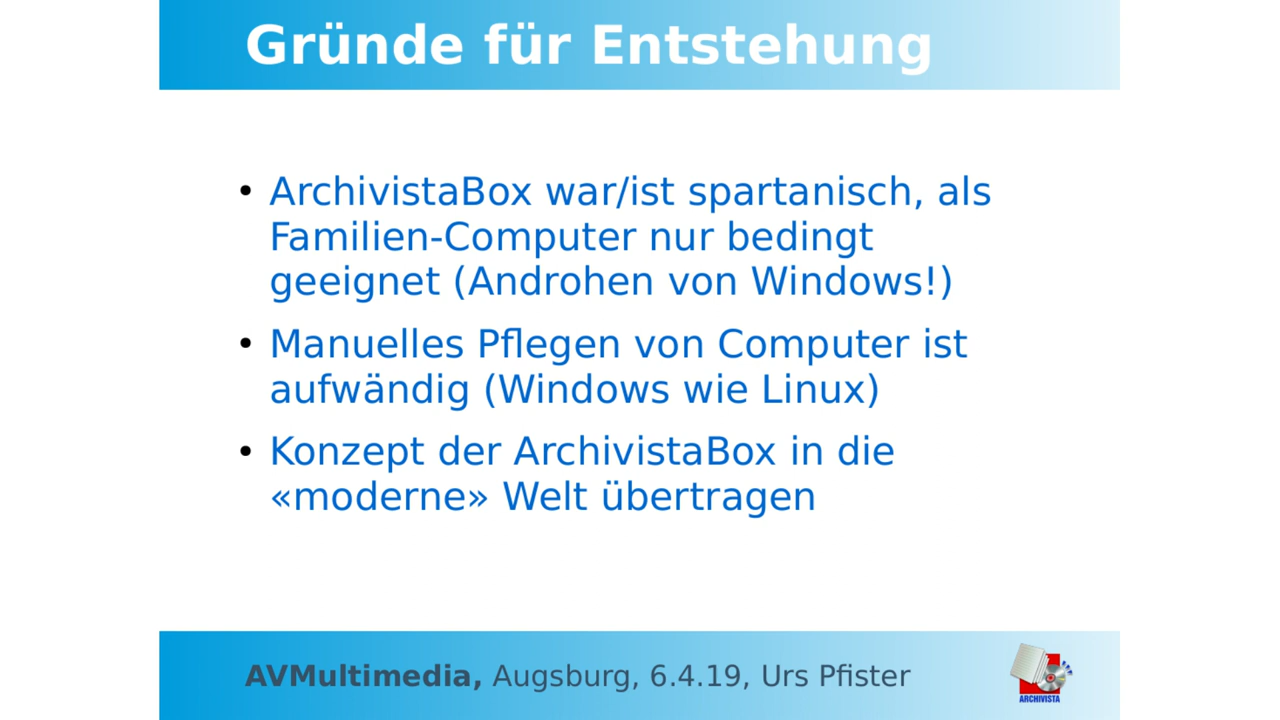 Gründe für Entstehung
• ArchivistaBox war/ist spartanisch, als
Familien-Computer nur bedingt
geeignet (Androhen von Windows!)
• Manuelles Pflegen von Computer ist
aufwändig (Windows wie Linux)
• Konzept der ArchivistaBox in die
«moderne» Welt übertragen
AVMultimedia, Augsburg, 6.4.19, Urs Pfister
ARCHIVISTA